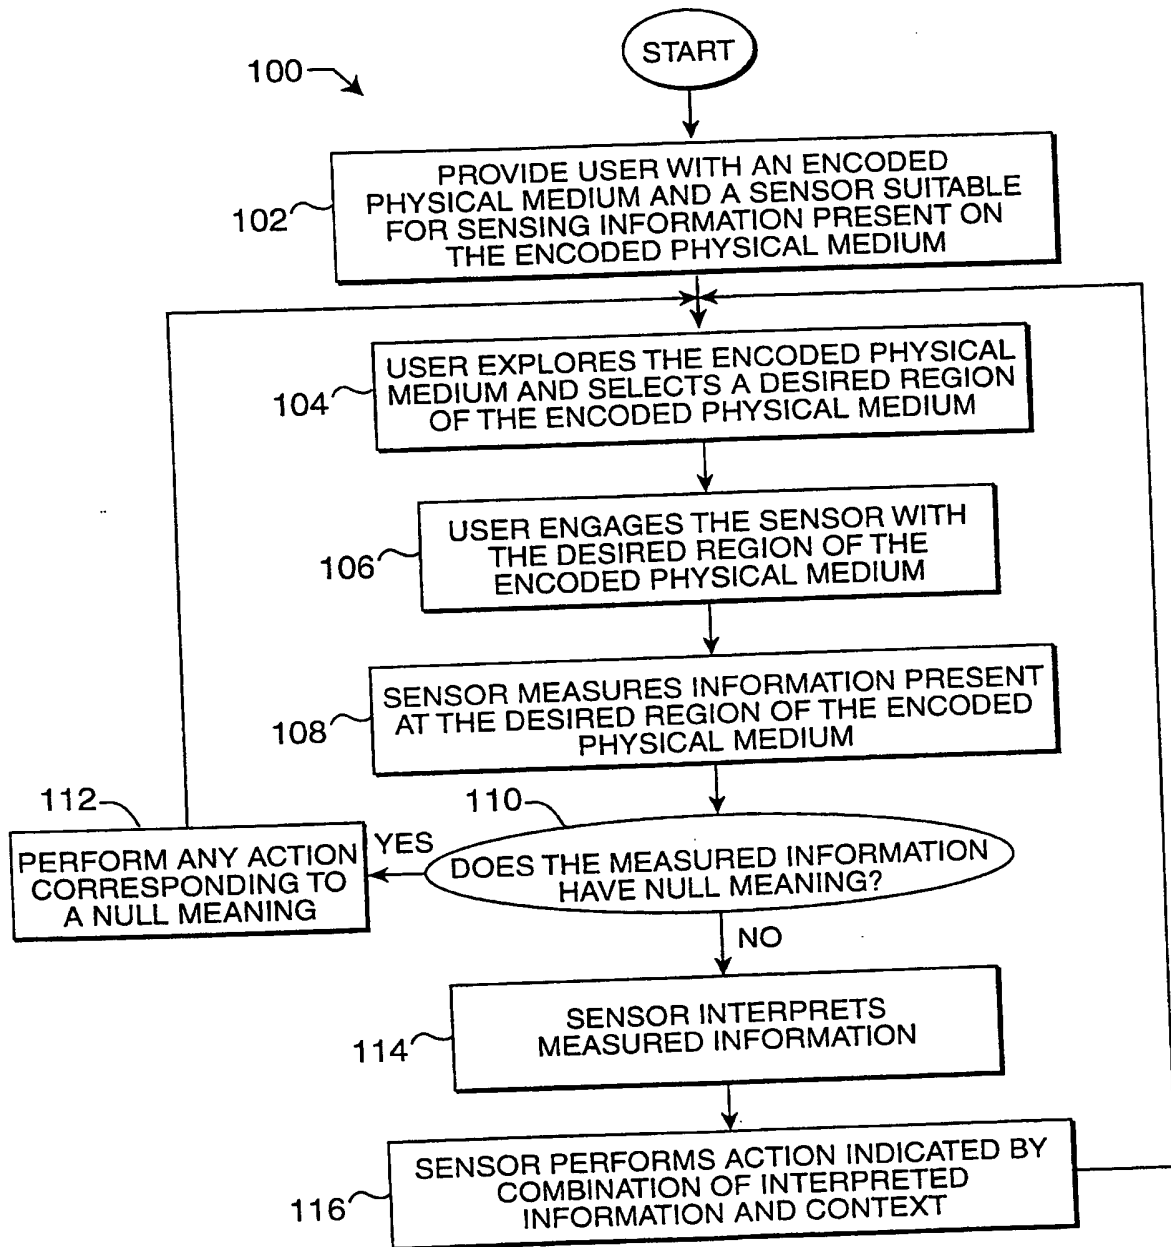 START
100
PROVIDE USER WITH AN ENCODED
PHYSICAL MEDIUM AND A SENSOR SUITABLE
FOR SENSING INFORMATION PRESENT ON
THE ENCODED PHYSICAL MEDIUM
102
USER EXPLORES THE ENCODED PHYSICAL
MEDIUM AND SELECTS A DESIRED REGION
OF THE ENCODED PHYSICAL MEDIUM
104
USER ENGAGES THE SENSOR WITH
THE DESIRED REGION OF THE
ENCODED PHYSICAL MEDIUM
106
SENSOR MEASURES INFORMATION PRESENT
AT THE DESIRED REGION OF THE ENCODED
PHYSICAL MEDIUM
108
110
DOES THE MEASURED INFORMATION
HAVE NULL MEANING?
YES
112
PERFORM ANY ACTION
CORRESPONDING TO
A NULL MEANING
NO
SENSOR INTERPRETS
MEASURED INFORMATION
114
SENSOR PERFORMS ACTION INDICATED BY
COMBINATION OF INTERPRETED
INFORMATION AND CONTEXT
116